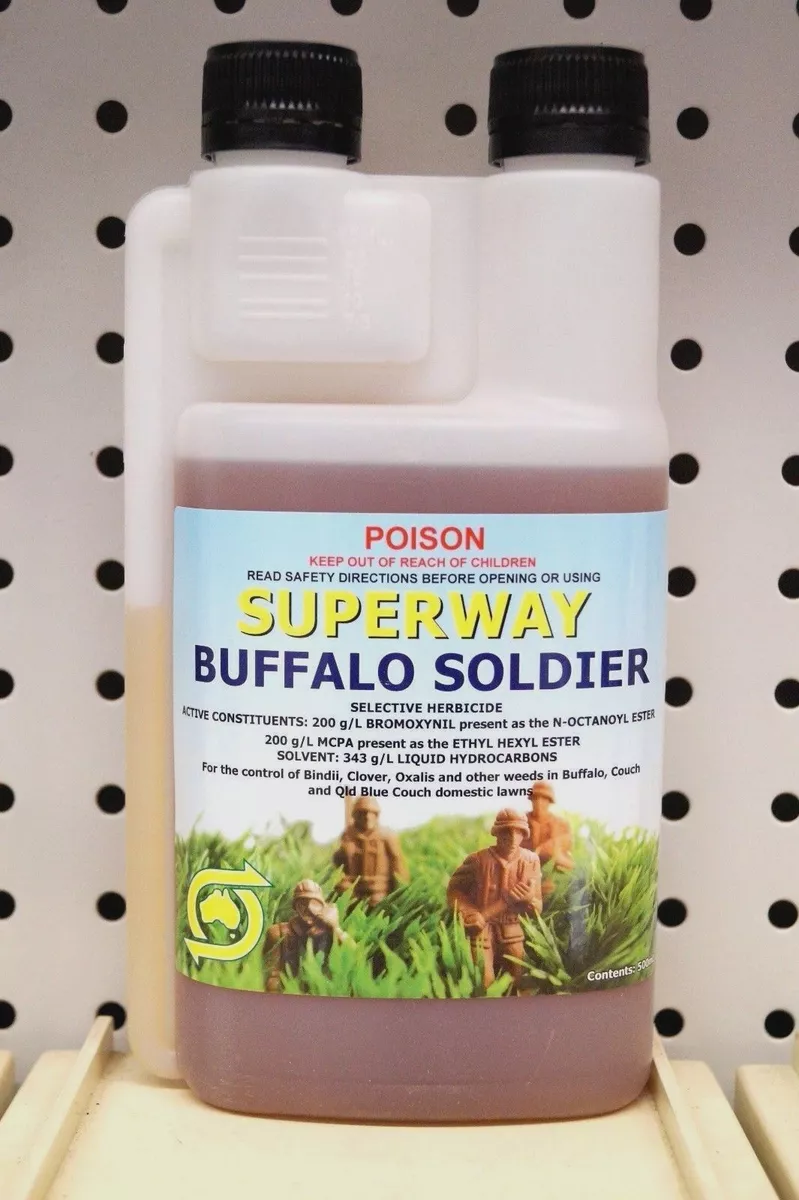 POISON
KEEP OUT OF REACH OF CHILDREN
READ SAFETY DIRECTIONS BEFORE OPENING OR USING
SUPERWAY
BUFFALO SOLDIER
SELECTIVE HERBICIDE
ACTIVE CONSTITUENTS: 200 g/L BROMOXYNIL present as the N-OCTANOYL ESTER
200 g/L MCPA present as the ETHYL HEXYL ESTER
SOLVENT: 343 g/L LIQUID HYDROCARBONS
For the control of Bindii, Clover, Oxalis and other weeds in Buffalo, Couch
and Qld Blue Couch domestic lawns
Contents: 500m